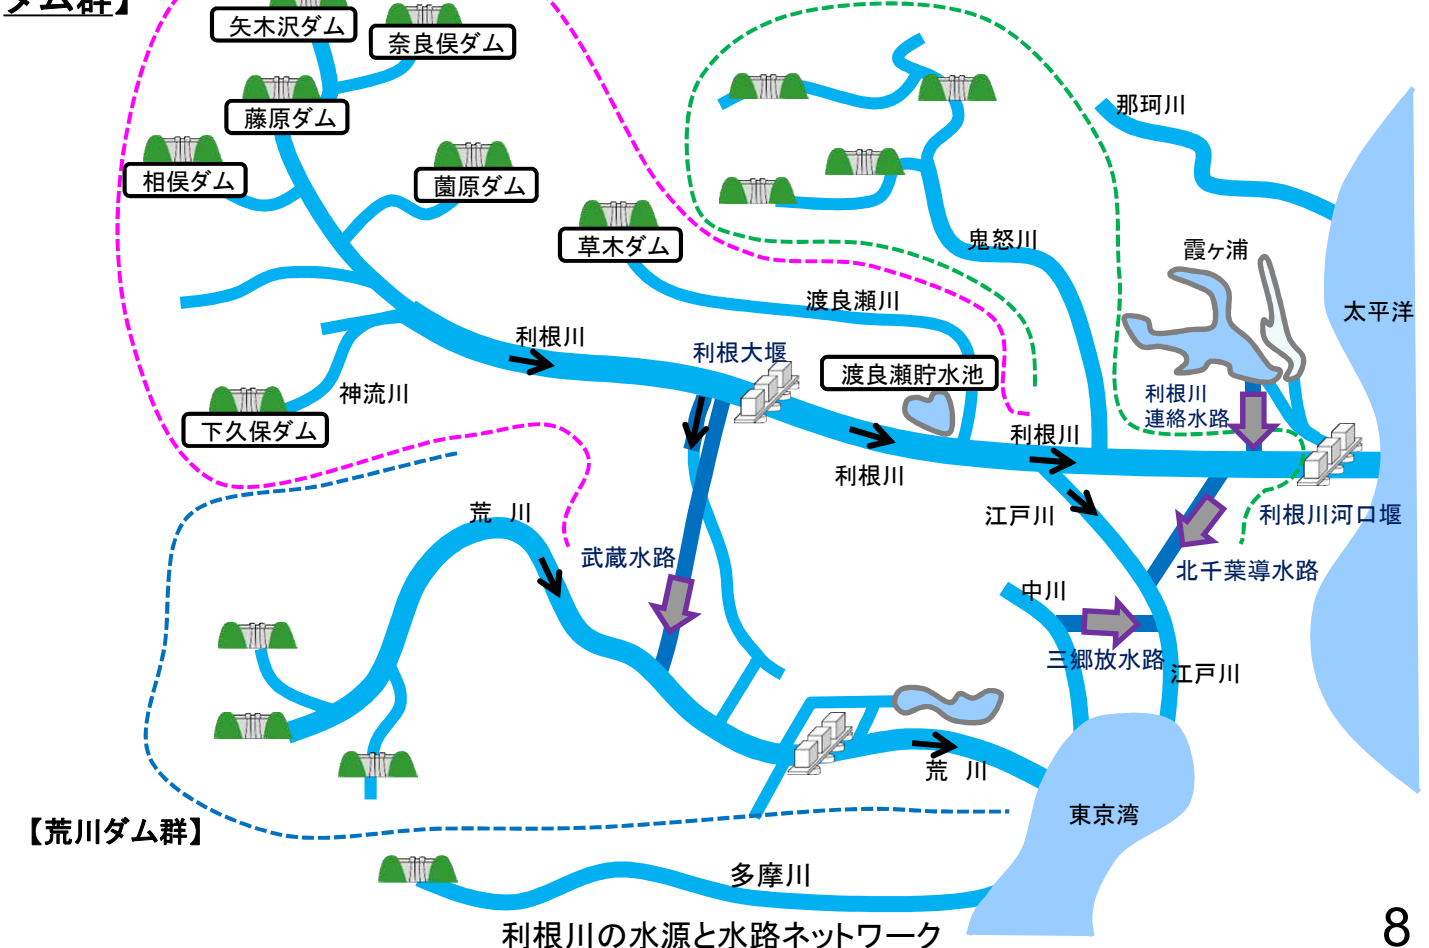 ダム群】
矢木沢ダム
奈良俣ダム
藤原ダム
相俣ダム
薗原ダム
草木ダム
那珂川
鬼怒川
霞ヶ浦
太平洋
渡良瀬川
利根川
利根大堰
渡良瀬貯水池
神流川
下久保ダム
利根川
連絡水路
利根川
利根川
荒 川
江戸川
利根川河口堰
武蔵水路
北千葉導水路
中川
三郷放水路
江戸川
荒 川
東京湾
【荒川ダム群】
多摩川
利根川の水源と水路ネットワーク
8